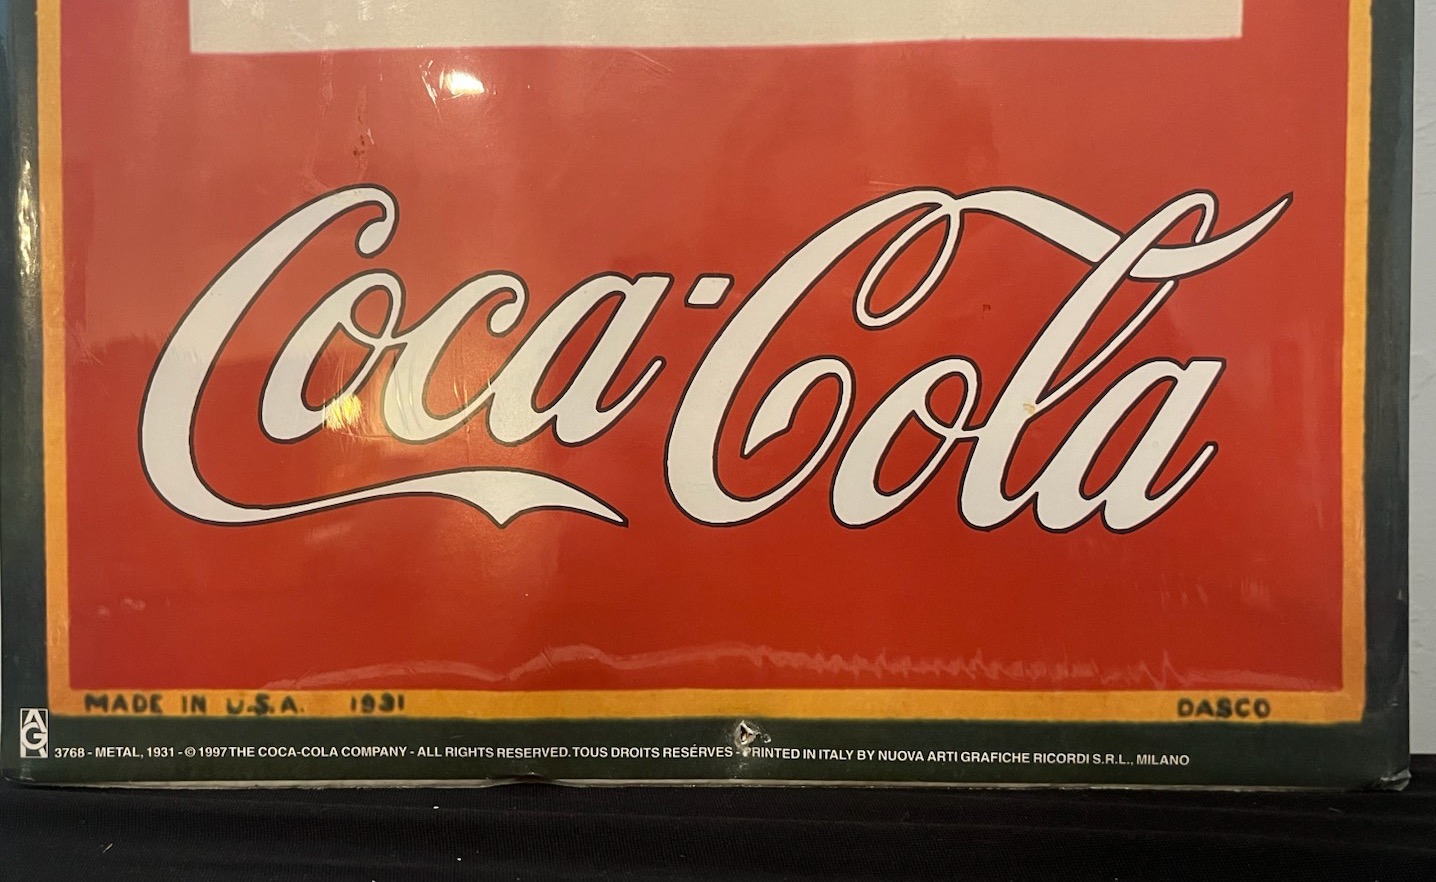 Coca-Cola
MADE IN U.S.A. 1931 DASCO
AG 3768 - METAL, 1931 - © 1997 THE COCA-COLA COMPANY - ALL RIGHTS RESERVED. TOUS DROITS RESÉRVES - PRINTED IN ITALY BY NUOVA ARTI GRAFICHE RICORDI S.R.L., MILANO